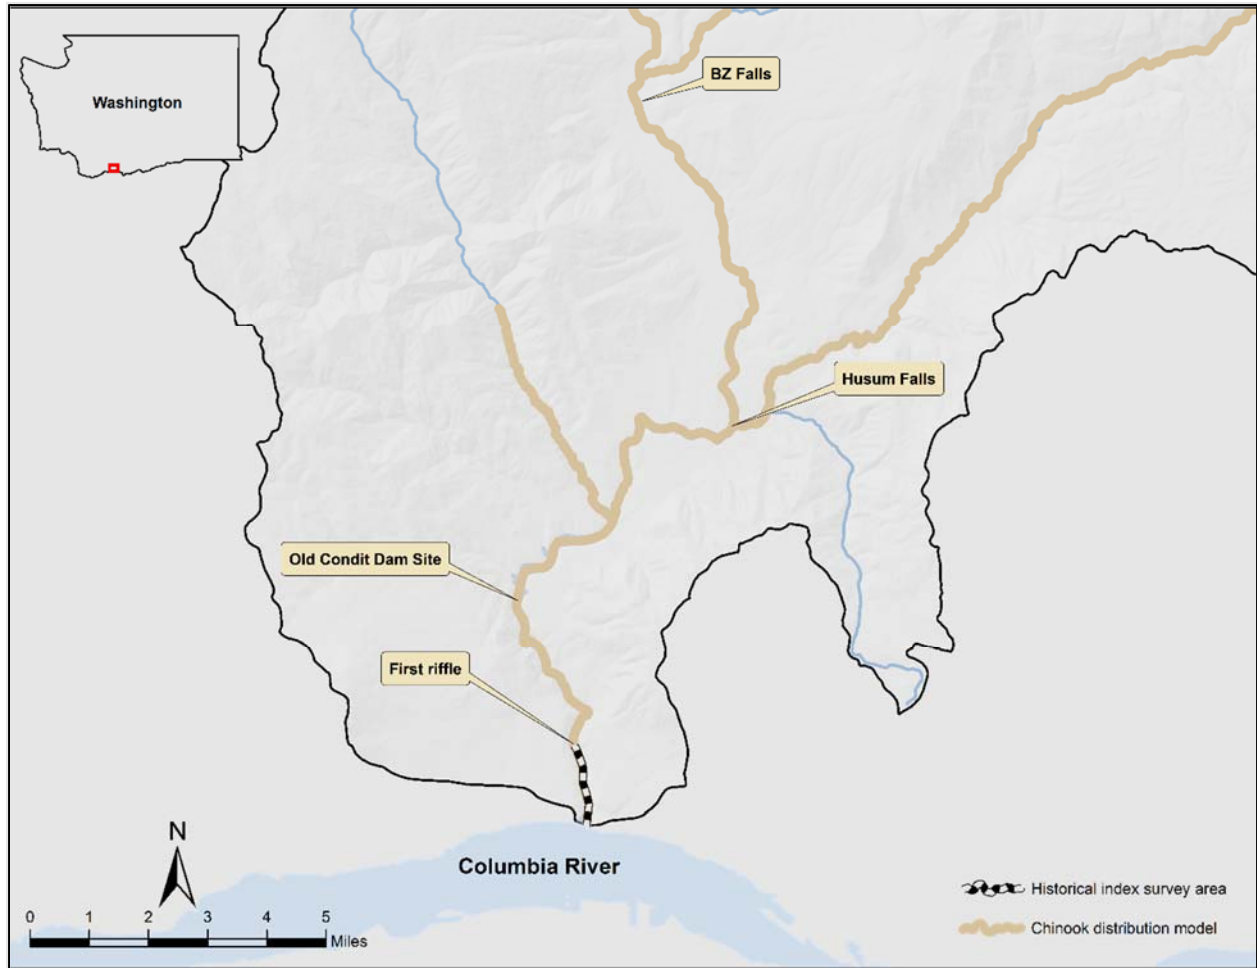 Washington
BZ Falls
Husum Falls
Old Condit Dam Site
First riffle
N
Columbia River
0 1 2 3 4 5
Miles
Historical index survey area
Chinook distribution model